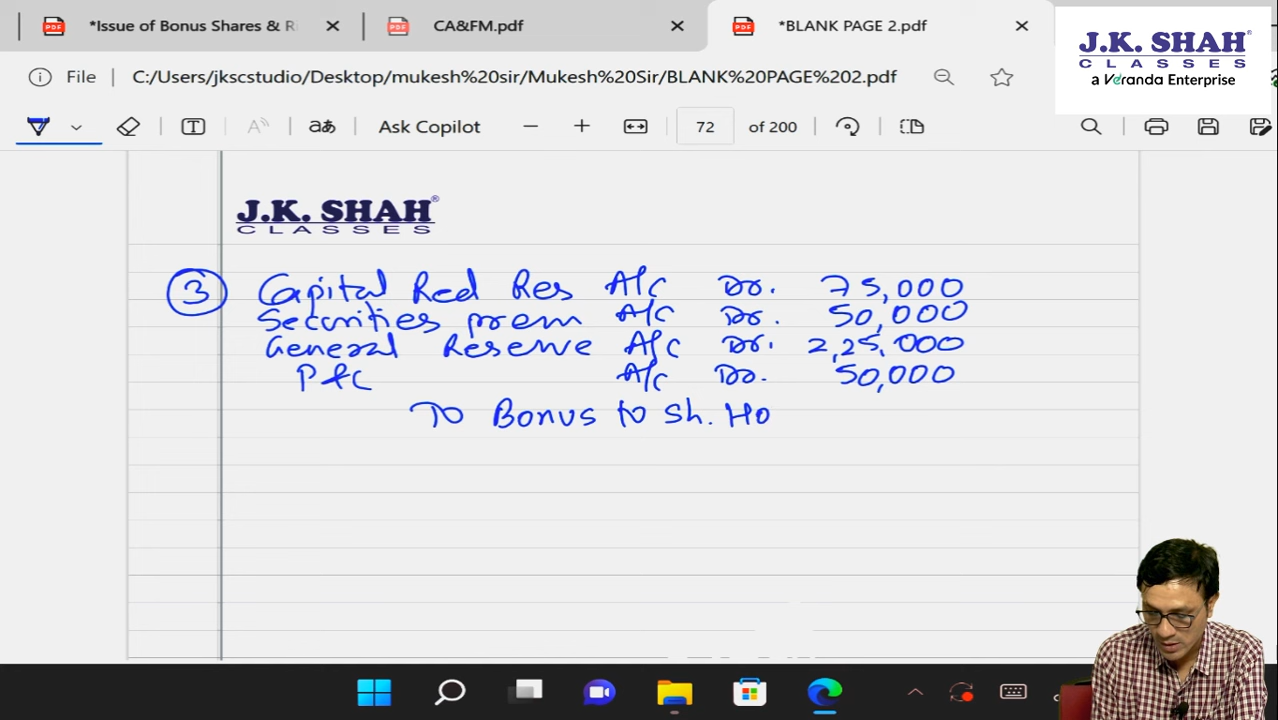 *Issue of Bonus Shares & Ri
CA&FM.pdf
*BLANK PAGE 2.pdf
J.K. SHAH®
CLASSES
a Veranda Enterprise
File C:/Users/jkscstudio/Desktop/mukesh%20sir/Mukesh%20Sir/BLANK%20PAGE%202.pdf
Ask Copilot 72 of 200
J.K. SHAH®
CLASSES
3 Capital Red Res A/c Dr. 75,000
Securities prem A/c Dr. 50,000
General Reserve A/c Dr. 2,25,000
P&L A/c Dr. 50,000
To Bonus to Sh. Ho